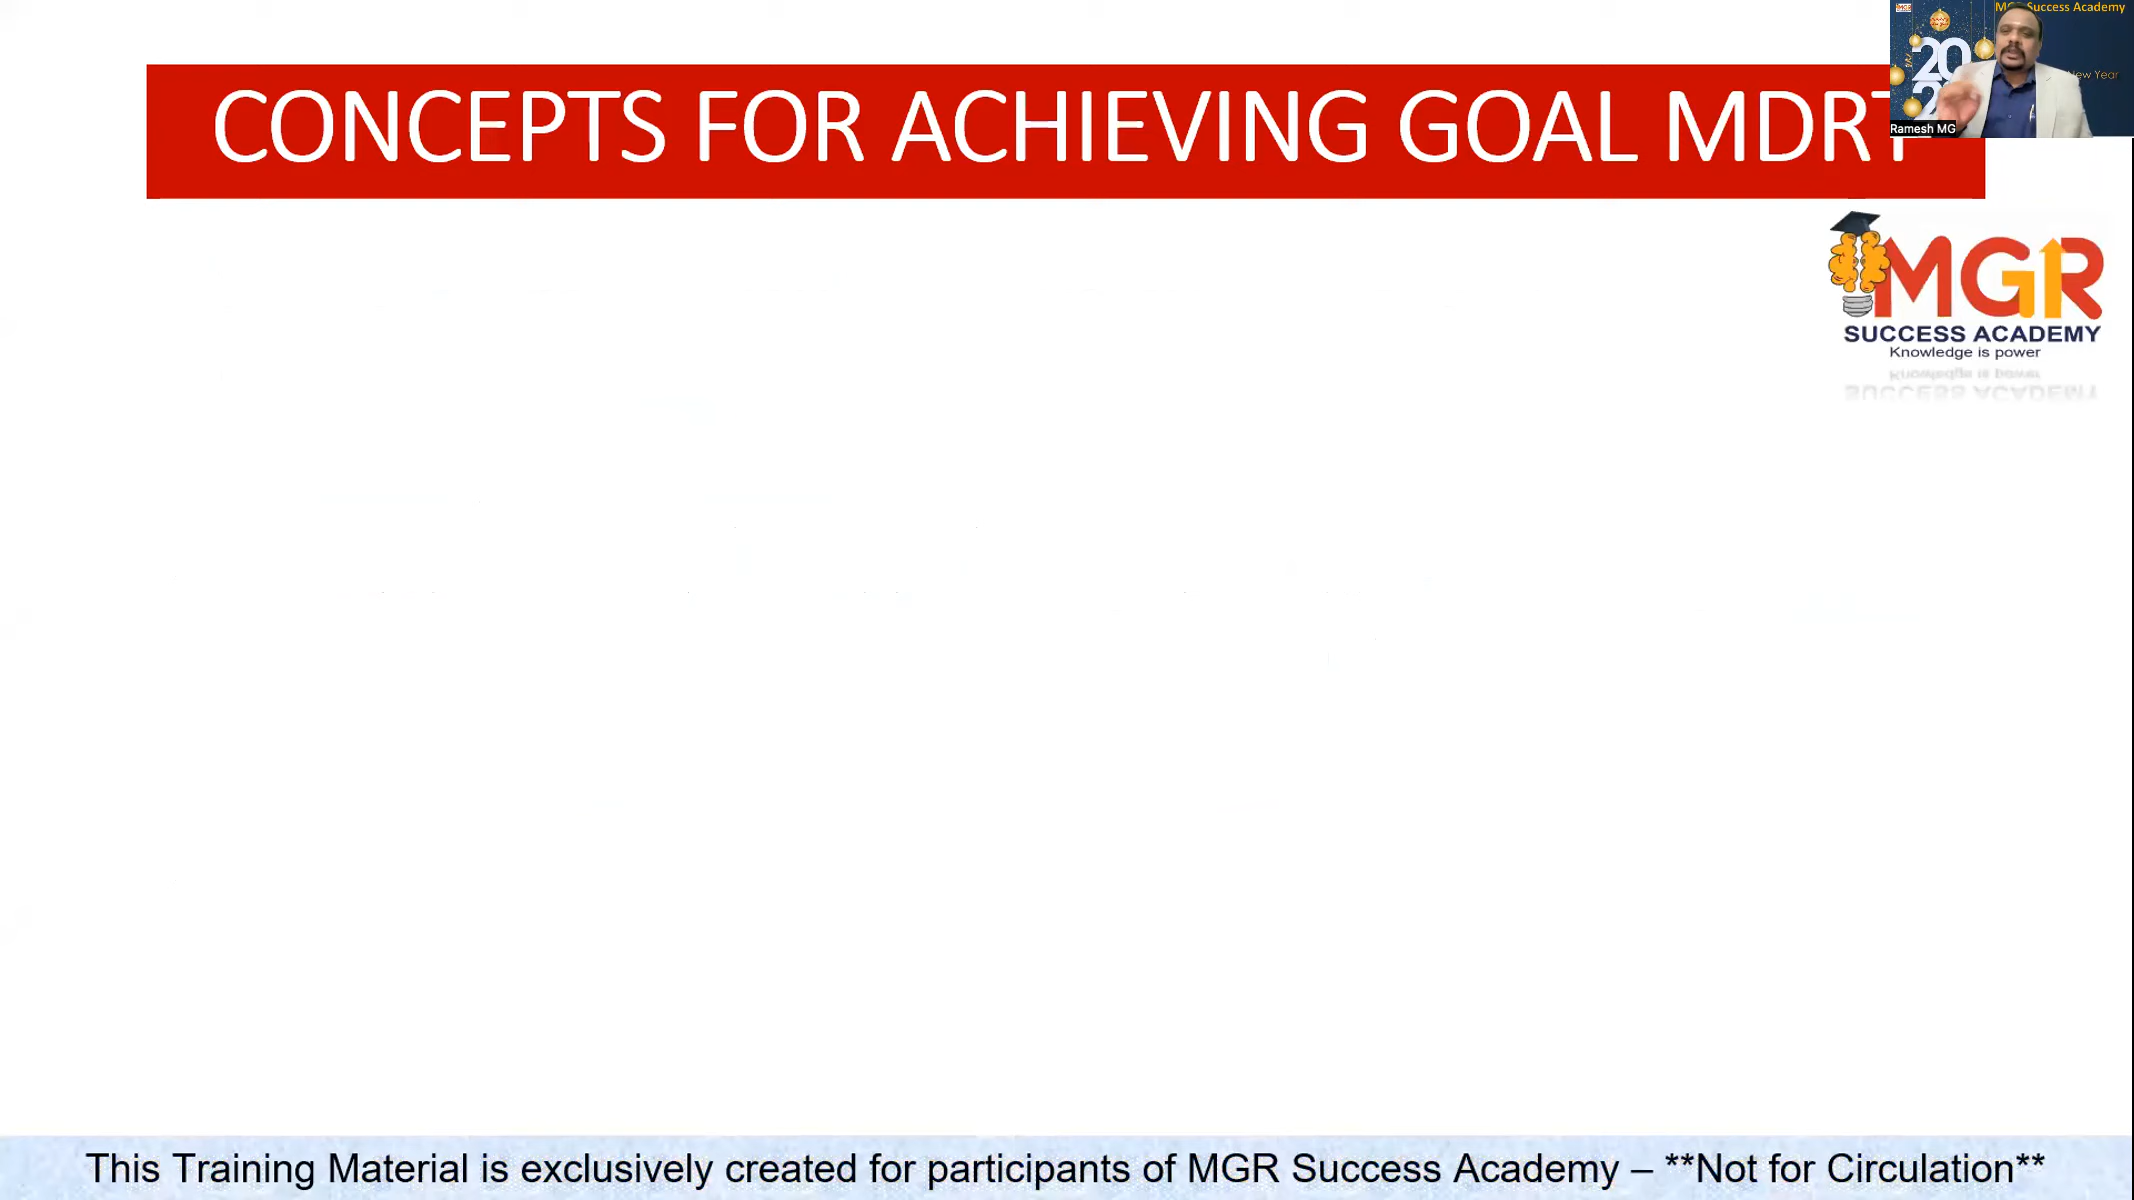 MGR Success Academy
New Year
Ramesh MG
CONCEPTS FOR ACHIEVING GOAL MDRT
MGR
SUCCESS ACADEMY
Knowledge is power
This Training Material is exclusively created for participants of MGR Success Academy – **Not for Circulation**